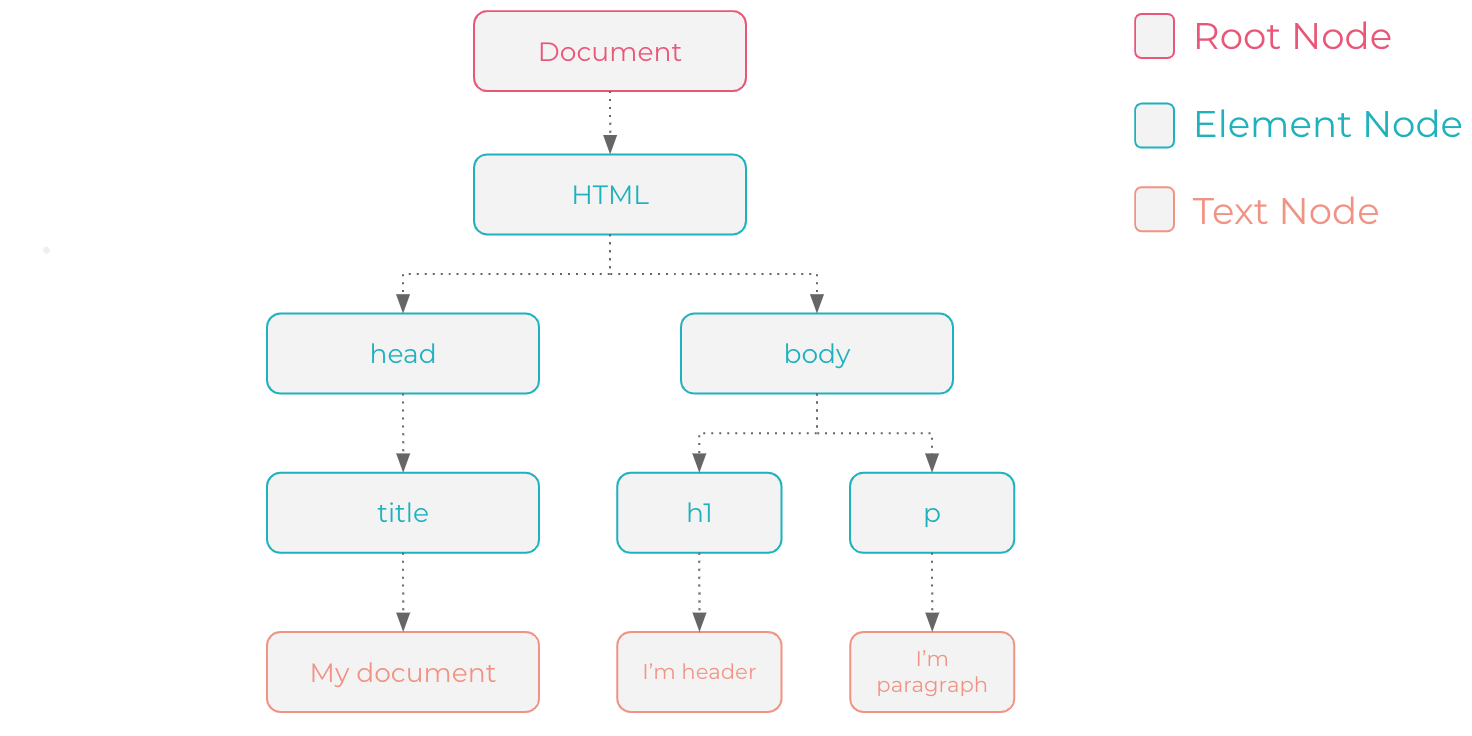 Document
Root Node
Element Node
HTML
Text Node
head
body
title
h1
p
My document
I’m header
I’m
paragraph